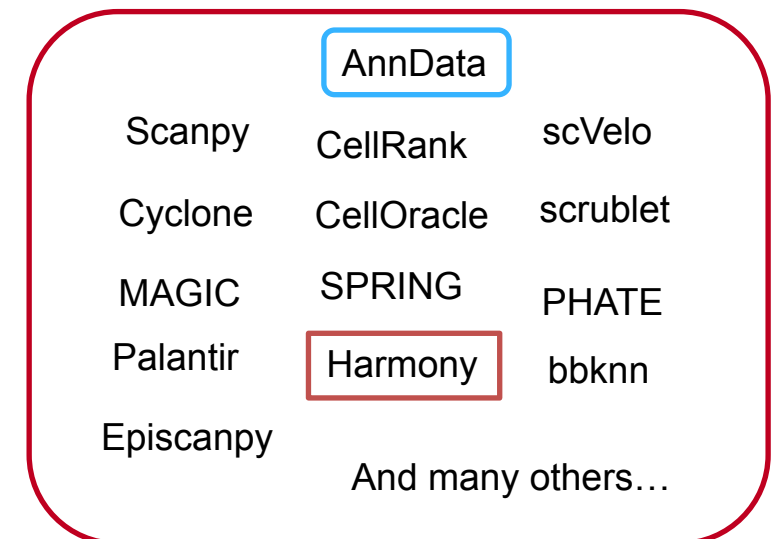 AnnData
Scanpy CellRank scVelo
Cyclone CellOracle scrublet
MAGIC SPRING PHATE
Palantir Harmony bbknn
Episcanpy
And many others…